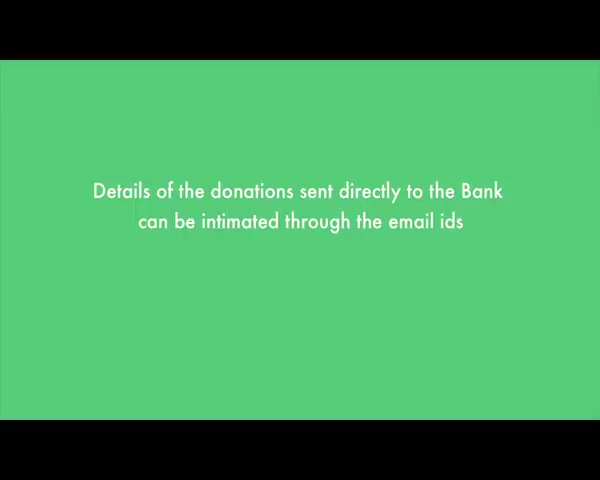 Details of the donations sent directly to the Bank
can be intimated through the email ids